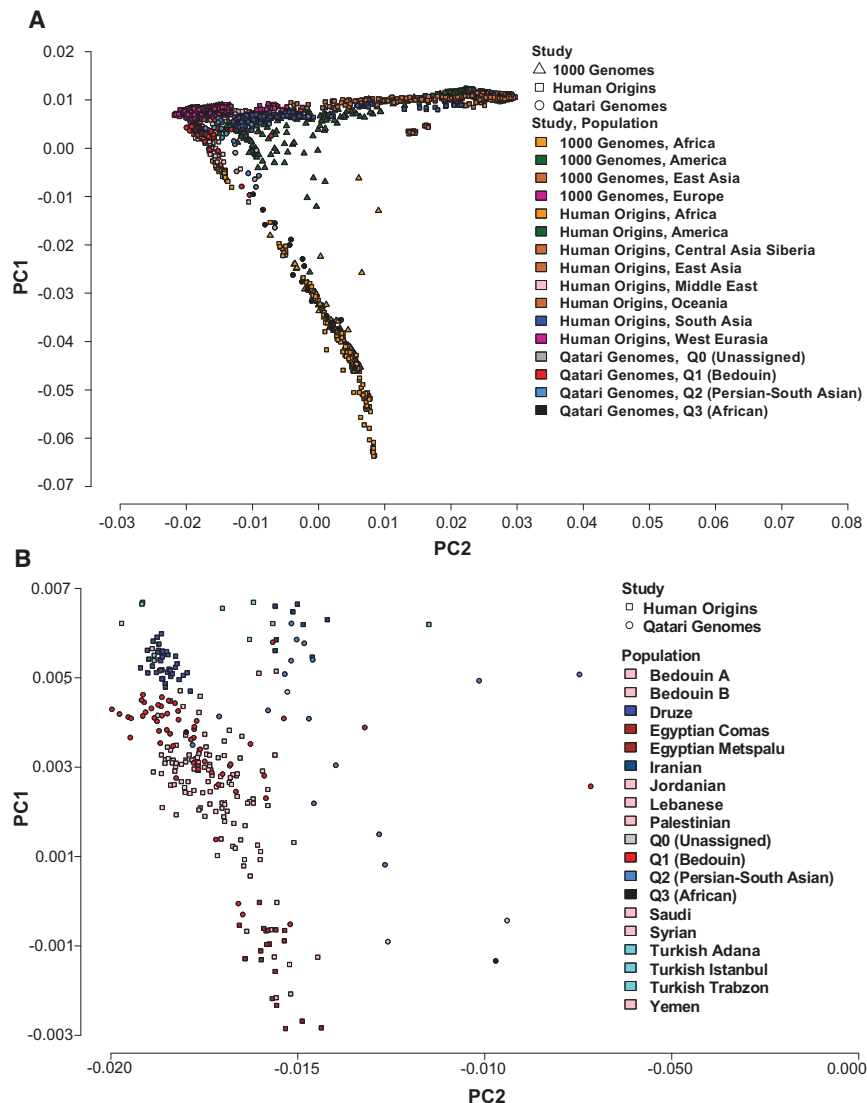 A
0.02
0.01
0.00
-0.01
-0.02
-0.03
-0.04
-0.05
-0.06
-0.07
PC1
-0.03 -0.02 -0.01 0.00 0.01 0.02 0.03 0.04 0.05 0.06 0.07 0.08
PC2
Study
1000 Genomes
Human Origins
Qatari Genomes
Study, Population
1000 Genomes, Africa
1000 Genomes, America
1000 Genomes, East Asia
1000 Genomes, Europe
Human Origins, Africa
Human Origins, America
Human Origins, Central Asia Siberia
Human Origins, East Asia
Human Origins, Middle East
Human Origins, Oceania
Human Origins, South Asia
Human Origins, West Eurasia
Qatari Genomes, Q0 (Unassigned)
Qatari Genomes, Q1 (Bedouin)
Qatari Genomes, Q2 (Persian-South Asian)
Qatari Genomes, Q3 (African)
B
0.007
0.005
0.003
0.001
-0.001
-0.003
PC1
-0.020 -0.015 -0.010 -0.050 0.000
PC2
Study
Human Origins
Qatari Genomes
Population
Bedouin A
Bedouin B
Druze
Egyptian Comas
Egyptian Metspalu
Iranian
Jordanian
Lebanese
Palestinian
Q0 (Unassigned)
Q1 (Bedouin)
Q2 (Persian-South Asian)
Q3 (African)
Saudi
Syrian
Turkish Adana
Turkish Istanbul
Turkish Trabzon
Yemen